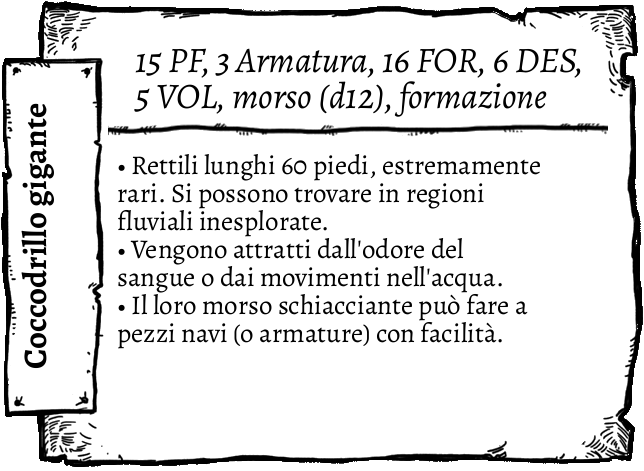 Coccodrillo gigante
15 PF, 3 Armatura, 16 FOR, 6 DES,
5 VOL, morso (d12), formazione
• Rettili lunghi 60 piedi, estremamente
rari. Si possono trovare in regioni
fluviali inesplorate.
• Vengono attratti dall'odore del
sangue o dai movimenti nell'acqua.
• Il loro morso schiacciante può fare a
pezzi navi (o armature) con facilità.